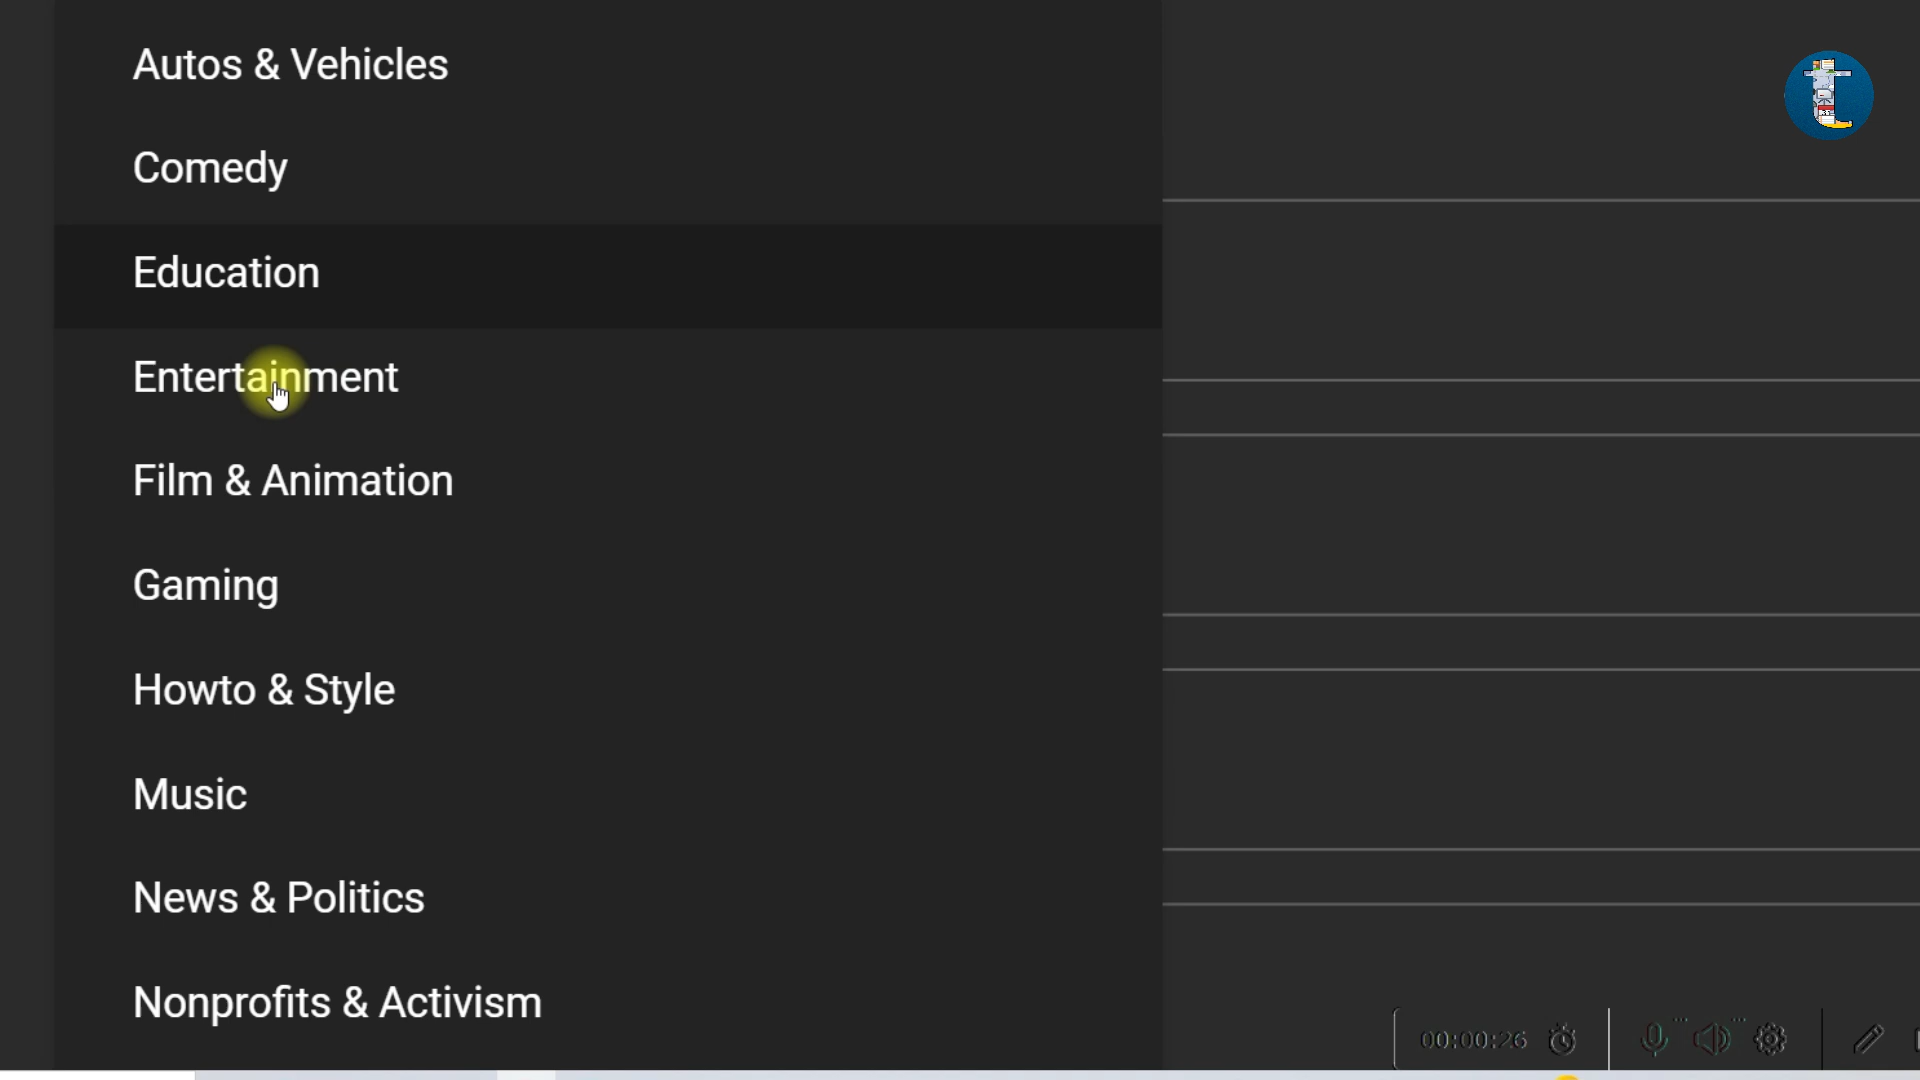 Autos & Vehicles
Comedy
Education
Entertainment
Film & Animation
Gaming
Howto & Style
Music
News & Politics
Nonprofits & Activism
00:00:26